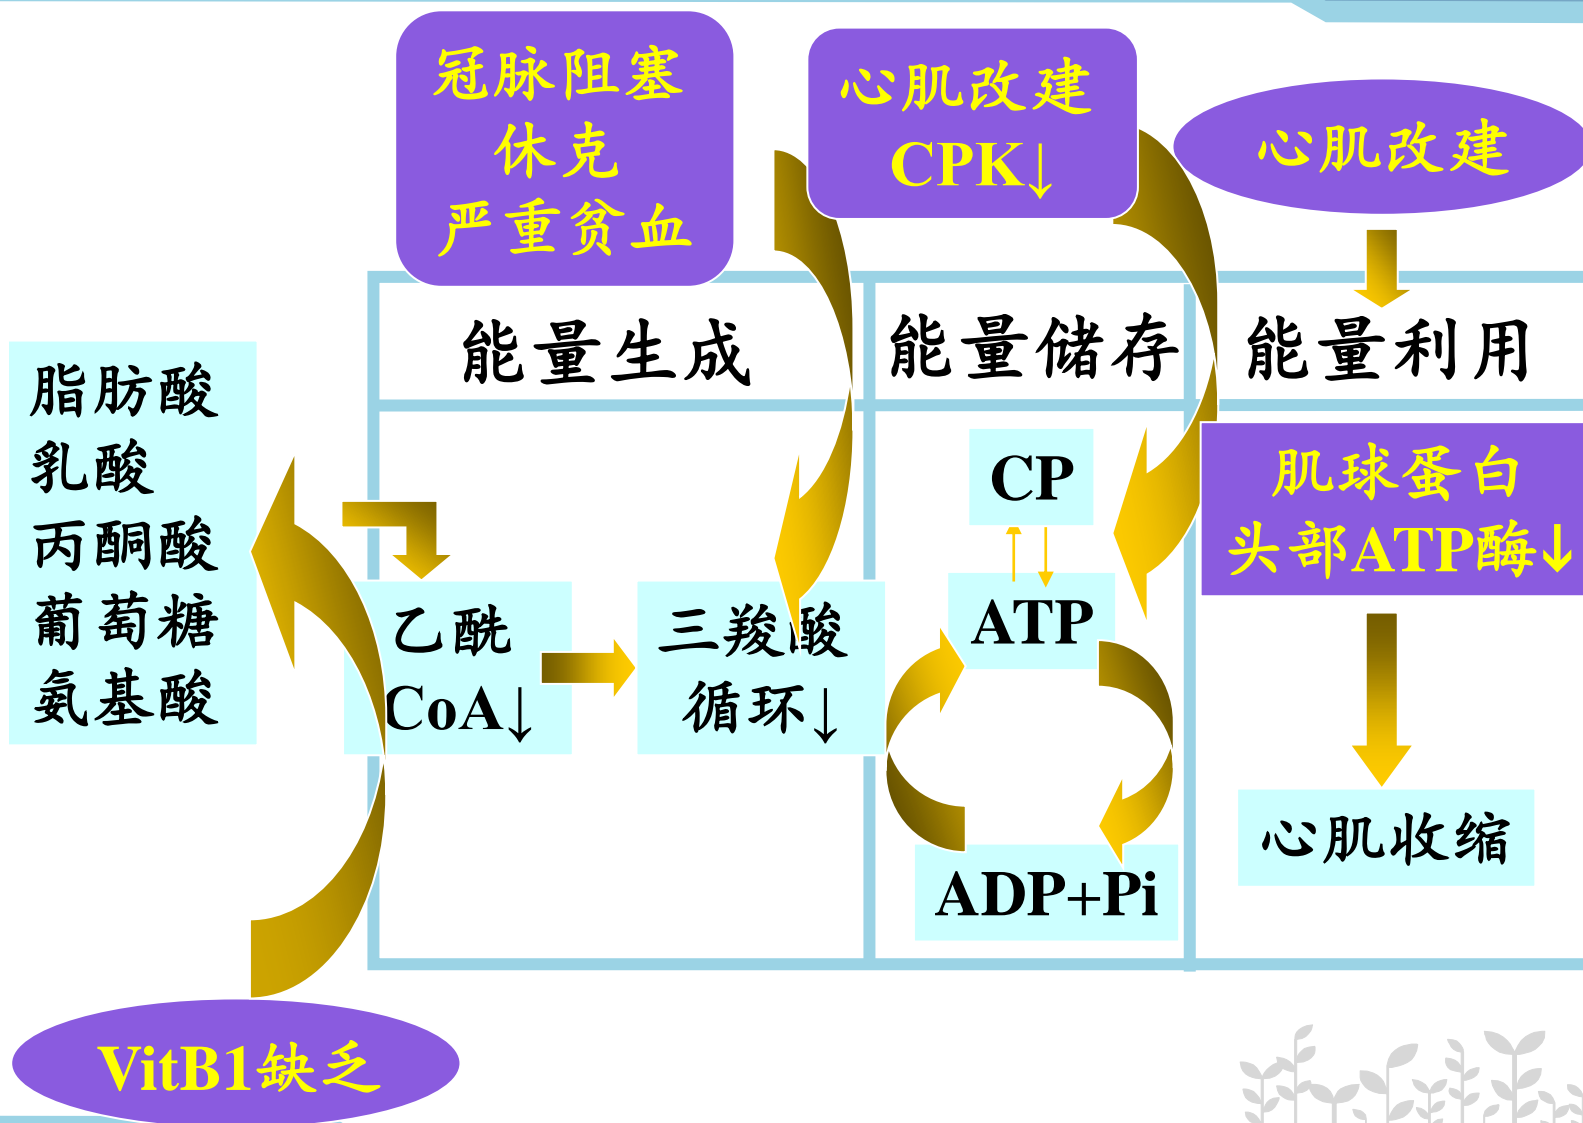 冠脉阻塞
休克
严重贫血
心肌改建
CPK↓
心肌改建
能量生成
能量储存
能量利用
脂肪酸
乳酸
丙酮酸
葡萄糖
氨基酸
乙酰
CoA↓
三羧酸
循环↓
CP
ATP
ADP+Pi
肌球蛋白
头部ATP酶↓
心肌收缩
VitB1缺乏